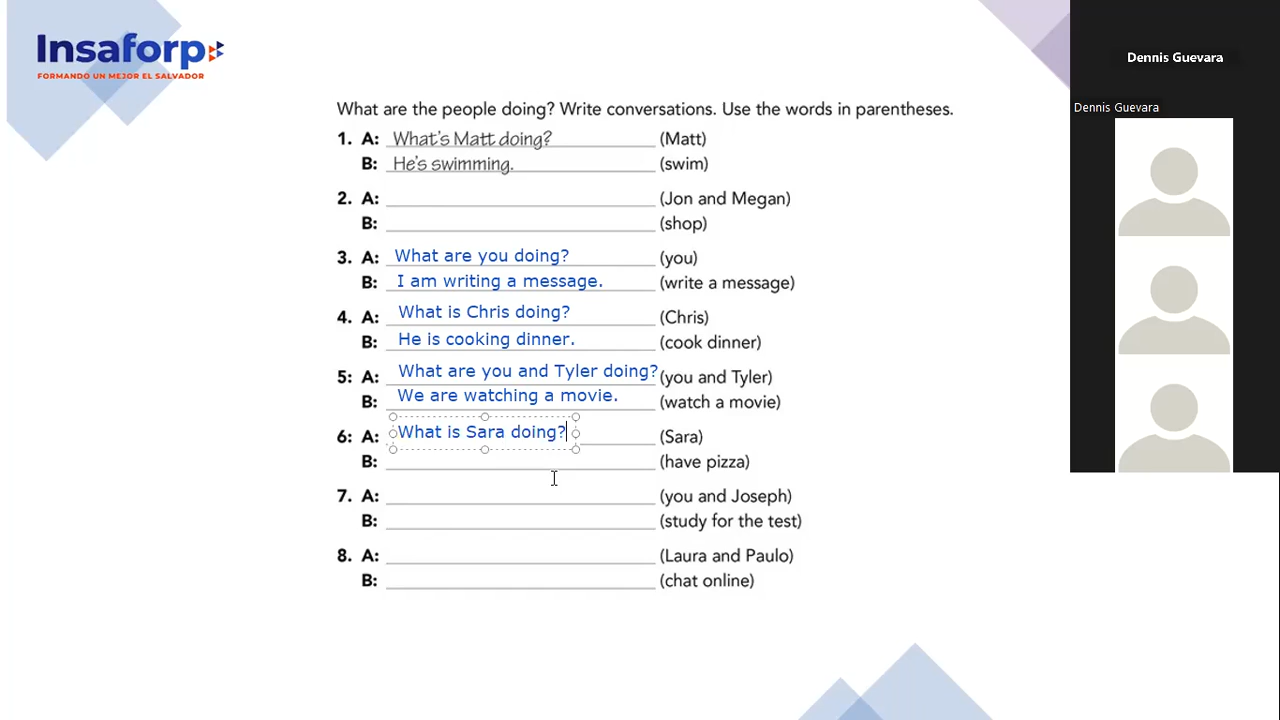 Insaforp
FORMANDO UN MEJOR EL SALVADOR
Dennis Guevara
Dennis Guevara
What are the people doing? Write conversations. Use the words in parentheses.
1. A: What's Matt doing? (Matt)
B: He's swimming. (swim)
2. A: (Jon and Megan)
B: (shop)
3. A: What are you doing? (you)
B: I am writing a message. (write a message)
4. A: What is Chris doing? (Chris)
B: He is cooking dinner. (cook dinner)
5: A: What are you and Tyler doing? (you and Tyler)
B: We are watching a movie. (watch a movie)
6: A: What is Sara doing? (Sara)
B: (have pizza)
7. A: (you and Joseph)
B: (study for the test)
8. A: (Laura and Paulo)
B: (chat online)